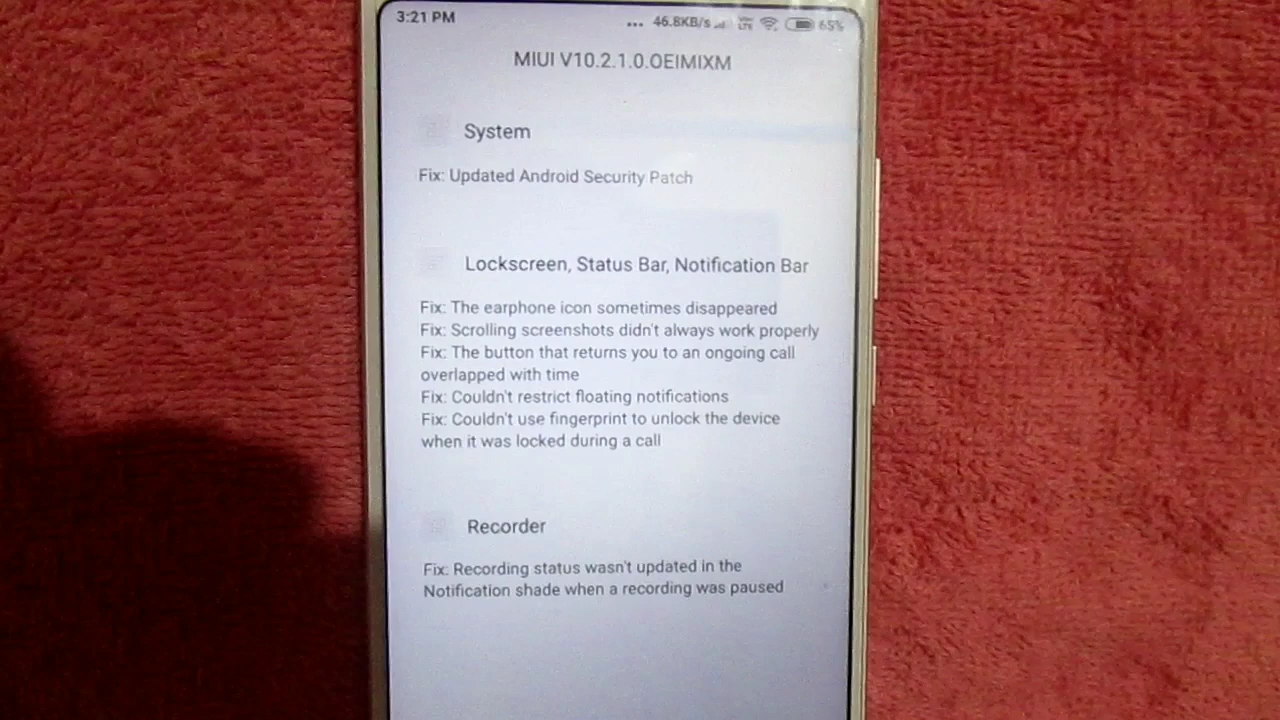 3:21 PM ... 46.8KB/s Vo LTE 65%
MIUI V10.2.1.0.OEIMIXM
System
Fix: Updated Android Security Patch
Lockscreen, Status Bar, Notification Bar
Fix: The earphone icon sometimes disappeared
Fix: Scrolling screenshots didn't always work properly
Fix: The button that returns you to an ongoing call
overlapped with time
Fix: Couldn't restrict floating notifications
Fix: Couldn't use fingerprint to unlock the device
when it was locked during a call
Recorder
Fix: Recording status wasn't updated in the
Notification shade when a recording was paused